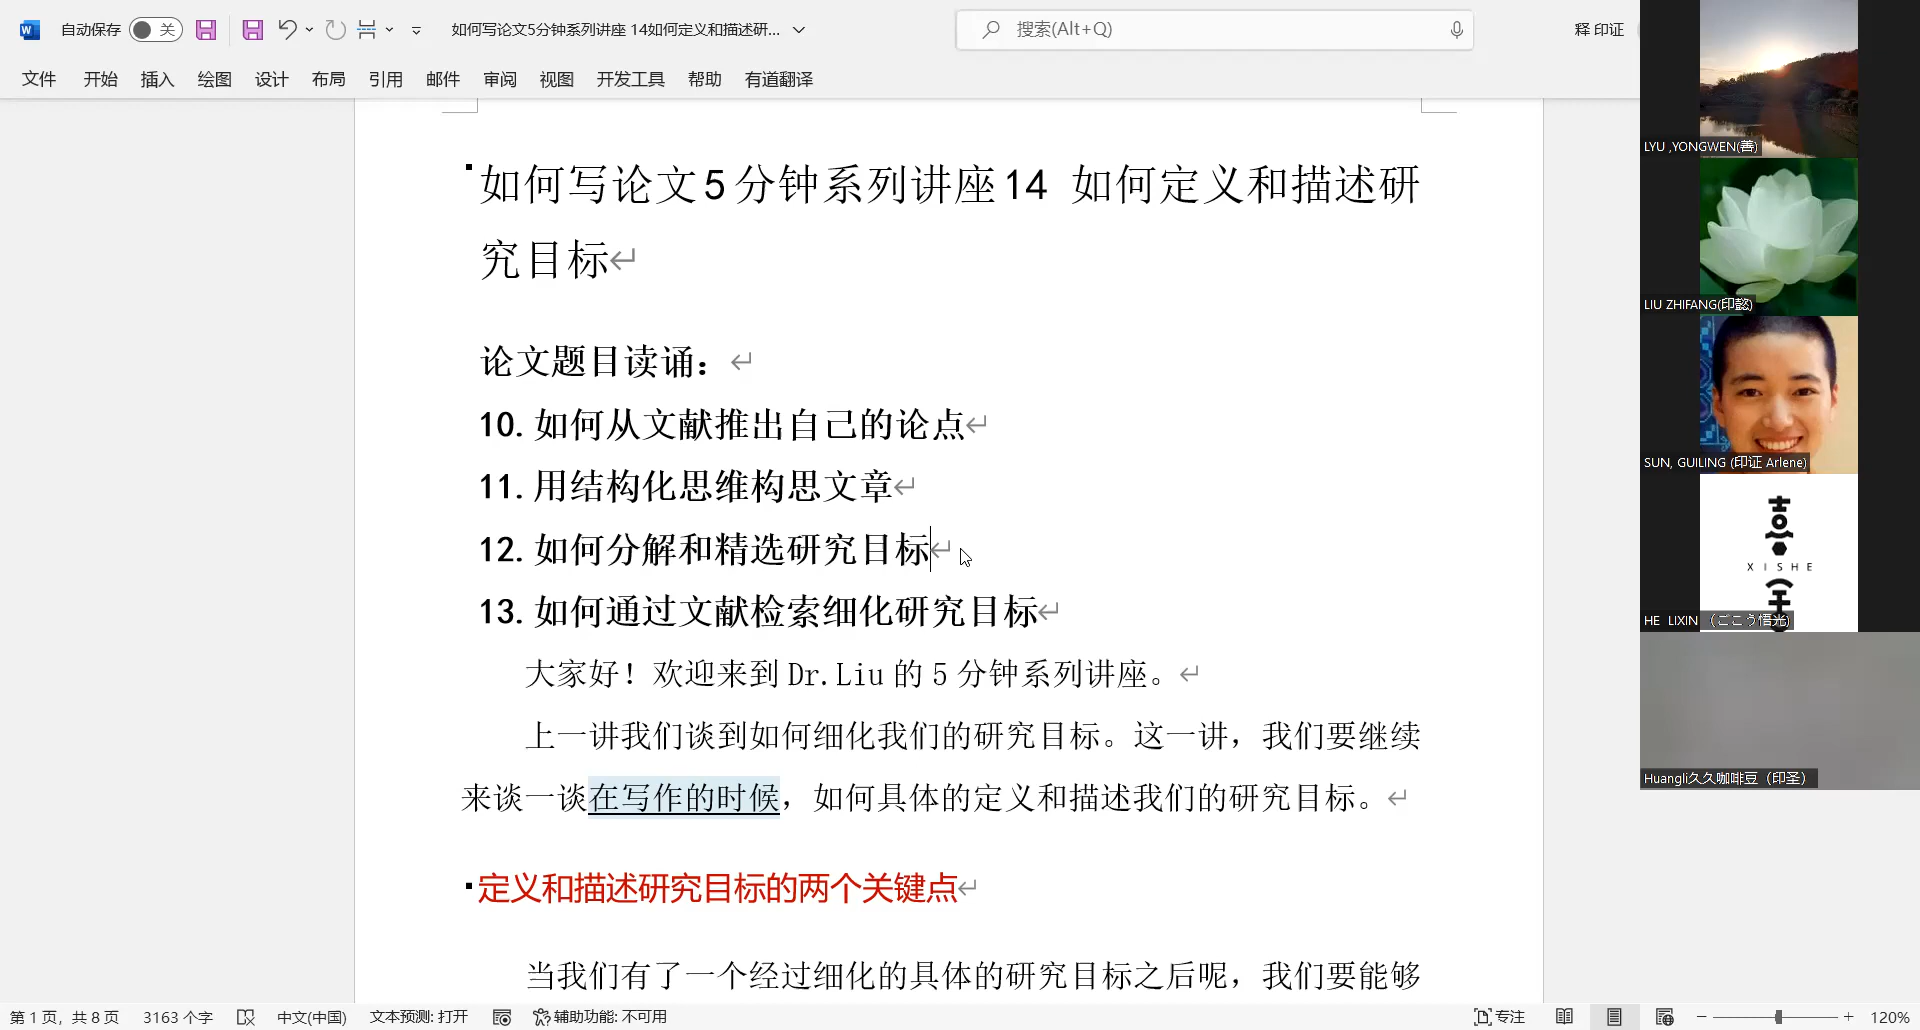 自动保存 关 如何写论文5分钟系列讲座 14如何定义和描述研... 搜索(Alt+Q) 释 印证
文件 开始 插入 绘图 设计 布局 引用 邮件 审阅 视图 开发工具 帮助 有道翻译
如何写论文5分钟系列讲座14 如何定义和描述研
究目标
论文题目读诵：
10.如何从文献推出自己的论点
11.用结构化思维构思文章
12.如何分解和精选研究目标
13.如何通过文献检索细化研究目标
大家好！欢迎来到Dr.Liu的5分钟系列讲座。
上一讲我们谈到如何细化我们的研究目标。这一讲，我们要继续
来谈一谈在写作的时候，如何具体的定义和描述我们的研究目标。
定义和描述研究目标的两个关键点
当我们有了一个经过细化的具体的研究目标之后呢，我们要能够
第1页，共8页 3163个字 中文(中国) 文本预测: 打开 辅助功能: 不可用 专注 120%
LYU ,YONGWEN(善)
LIU ZHIFANG(印懿)
SUN, GUILING (印证 Arlene)
XISHE
HE LIXIN （ごこう悟光)
Huangli久久咖啡豆（印圣）